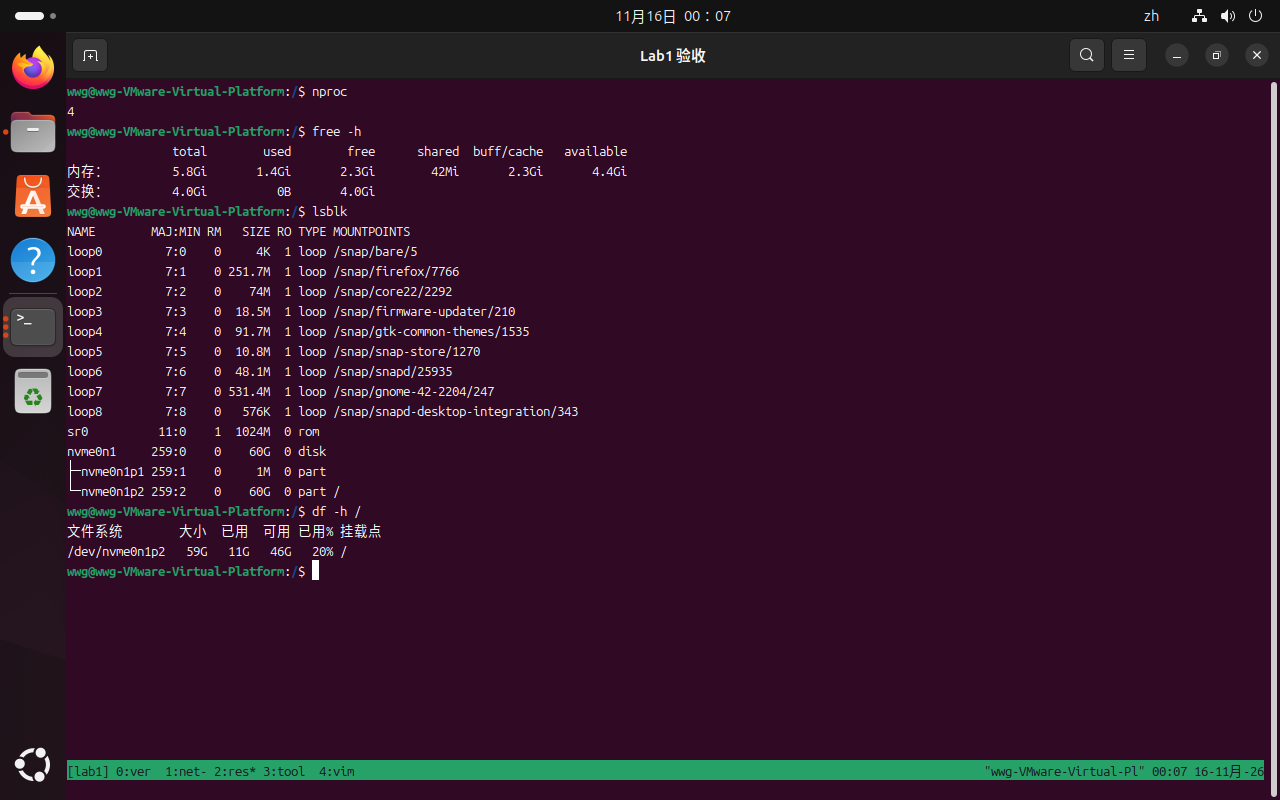 11月16日 00：07
zh
Lab1 验收
wwg@wwg-VMware-Virtual-Platform:/$ nproc
4
wwg@wwg-VMware-Virtual-Platform:/$ free -h
total used free shared buff/cache available
内存： 5.8Gi 1.4Gi 2.3Gi 42Mi 2.3Gi 4.4Gi
交换： 4.0Gi 0B 4.0Gi
wwg@wwg-VMware-Virtual-Platform:/$ lsblk
NAME MAJ:MIN RM SIZE RO TYPE MOUNTPOINTS
loop0 7:0 0 4K 1 loop /snap/bare/5
loop1 7:1 0 251.7M 1 loop /snap/firefox/7766
loop2 7:2 0 74M 1 loop /snap/core22/2292
loop3 7:3 0 18.5M 1 loop /snap/firmware-updater/210
loop4 7:4 0 91.7M 1 loop /snap/gtk-common-themes/1535
loop5 7:5 0 10.8M 1 loop /snap/snap-store/1270
loop6 7:6 0 48.1M 1 loop /snap/snapd/25935
loop7 7:7 0 531.4M 1 loop /snap/gnome-42-2204/247
loop8 7:8 0 576K 1 loop /snap/snapd-desktop-integration/343
sr0 11:0 1 1024M 0 rom
nvme0n1 259:0 0 60G 0 disk
├─nvme0n1p1 259:1 0 1M 0 part
└─nvme0n1p2 259:2 0 60G 0 part /
wwg@wwg-VMware-Virtual-Platform:/$ df -h /
文件系统 大小 已用 可用 已用% 挂载点
/dev/nvme0n1p2 59G 11G 46G 20% /
wwg@wwg-VMware-Virtual-Platform:/$
[lab1] 0:ver 1:net- 2:res* 3:tool 4:vim "wwg-VMware-Virtual-Pl" 00:07 16-11月-26